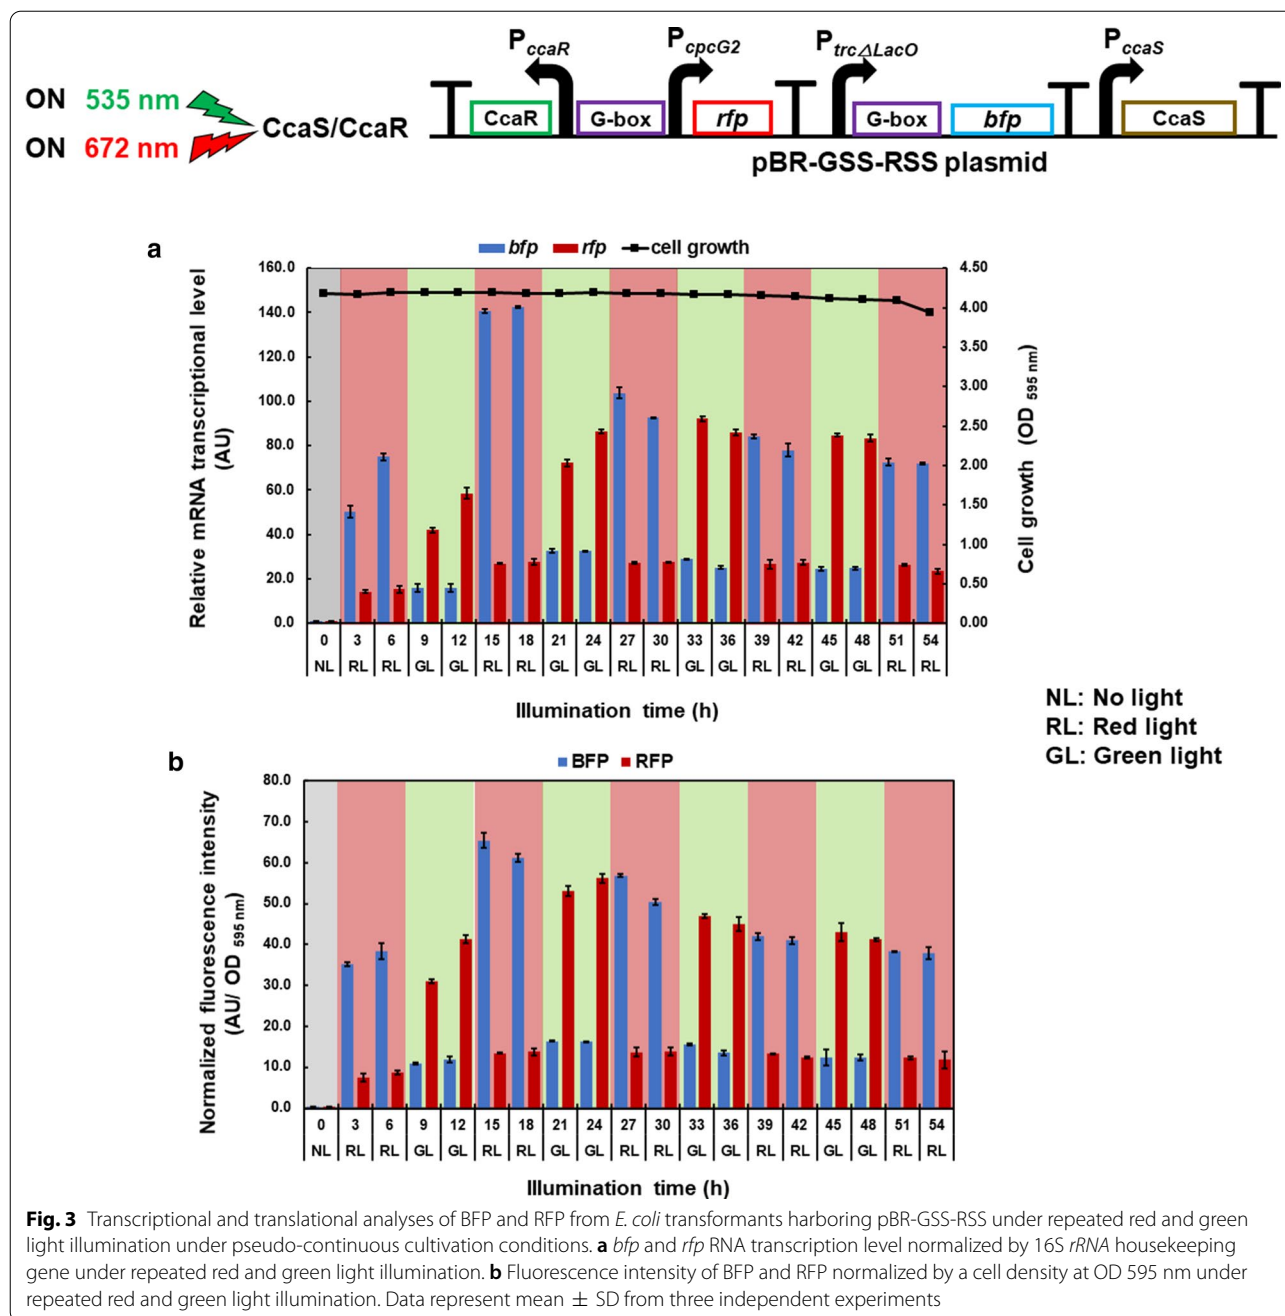 P_ccaR P_cpcG2 P_trcΔLacO P_ccaS
ON 535 nm
ON 672 nm
CcaS/CcaR
CcaR G-box rfp G-box bfp CcaS
pBR-GSS-RSS plasmid
a
bfp rfp cell growth
Relative mRNA transcriptional level
(AU)
160.0
140.0
120.0
100.0
80.0
60.0
40.0
20.0
0.0
4.50
4.00
3.50
3.00
2.50
2.00
1.50
1.00
0.50
0.00
Cell growth (OD 595 nm)
0 3 6 9 12 15 18 21 24 27 30 33 36 39 42 45 48 51 54
NL RL RL GL GL RL RL GL GL RL RL GL GL RL RL GL GL RL RL
Illumination time (h)
NL: No light
RL: Red light
GL: Green light
b
BFP RFP
Normalized fluorescence intensity
(AU/ OD 595 nm)
80.0
70.0
60.0
50.0
40.0
30.0
20.0
10.0
0.0
0 3 6 9 12 15 18 21 24 27 30 33 36 39 42 45 48 51 54
NL RL RL GL GL RL RL GL GL RL RL GL GL RL RL GL GL RL RL
Illumination time (h)
Fig. 3 Transcriptional and translational analyses of BFP and RFP from E. coli transformants harboring pBR-GSS-RSS under repeated red and green
light illumination under pseudo-continuous cultivation conditions. a bfp and rfp RNA transcription level normalized by 16S rRNA housekeeping
gene under repeated red and green light illumination. b Fluorescence intensity of BFP and RFP normalized by a cell density at OD 595 nm under
repeated red and green light illumination. Data represent mean ± SD from three independent experiments